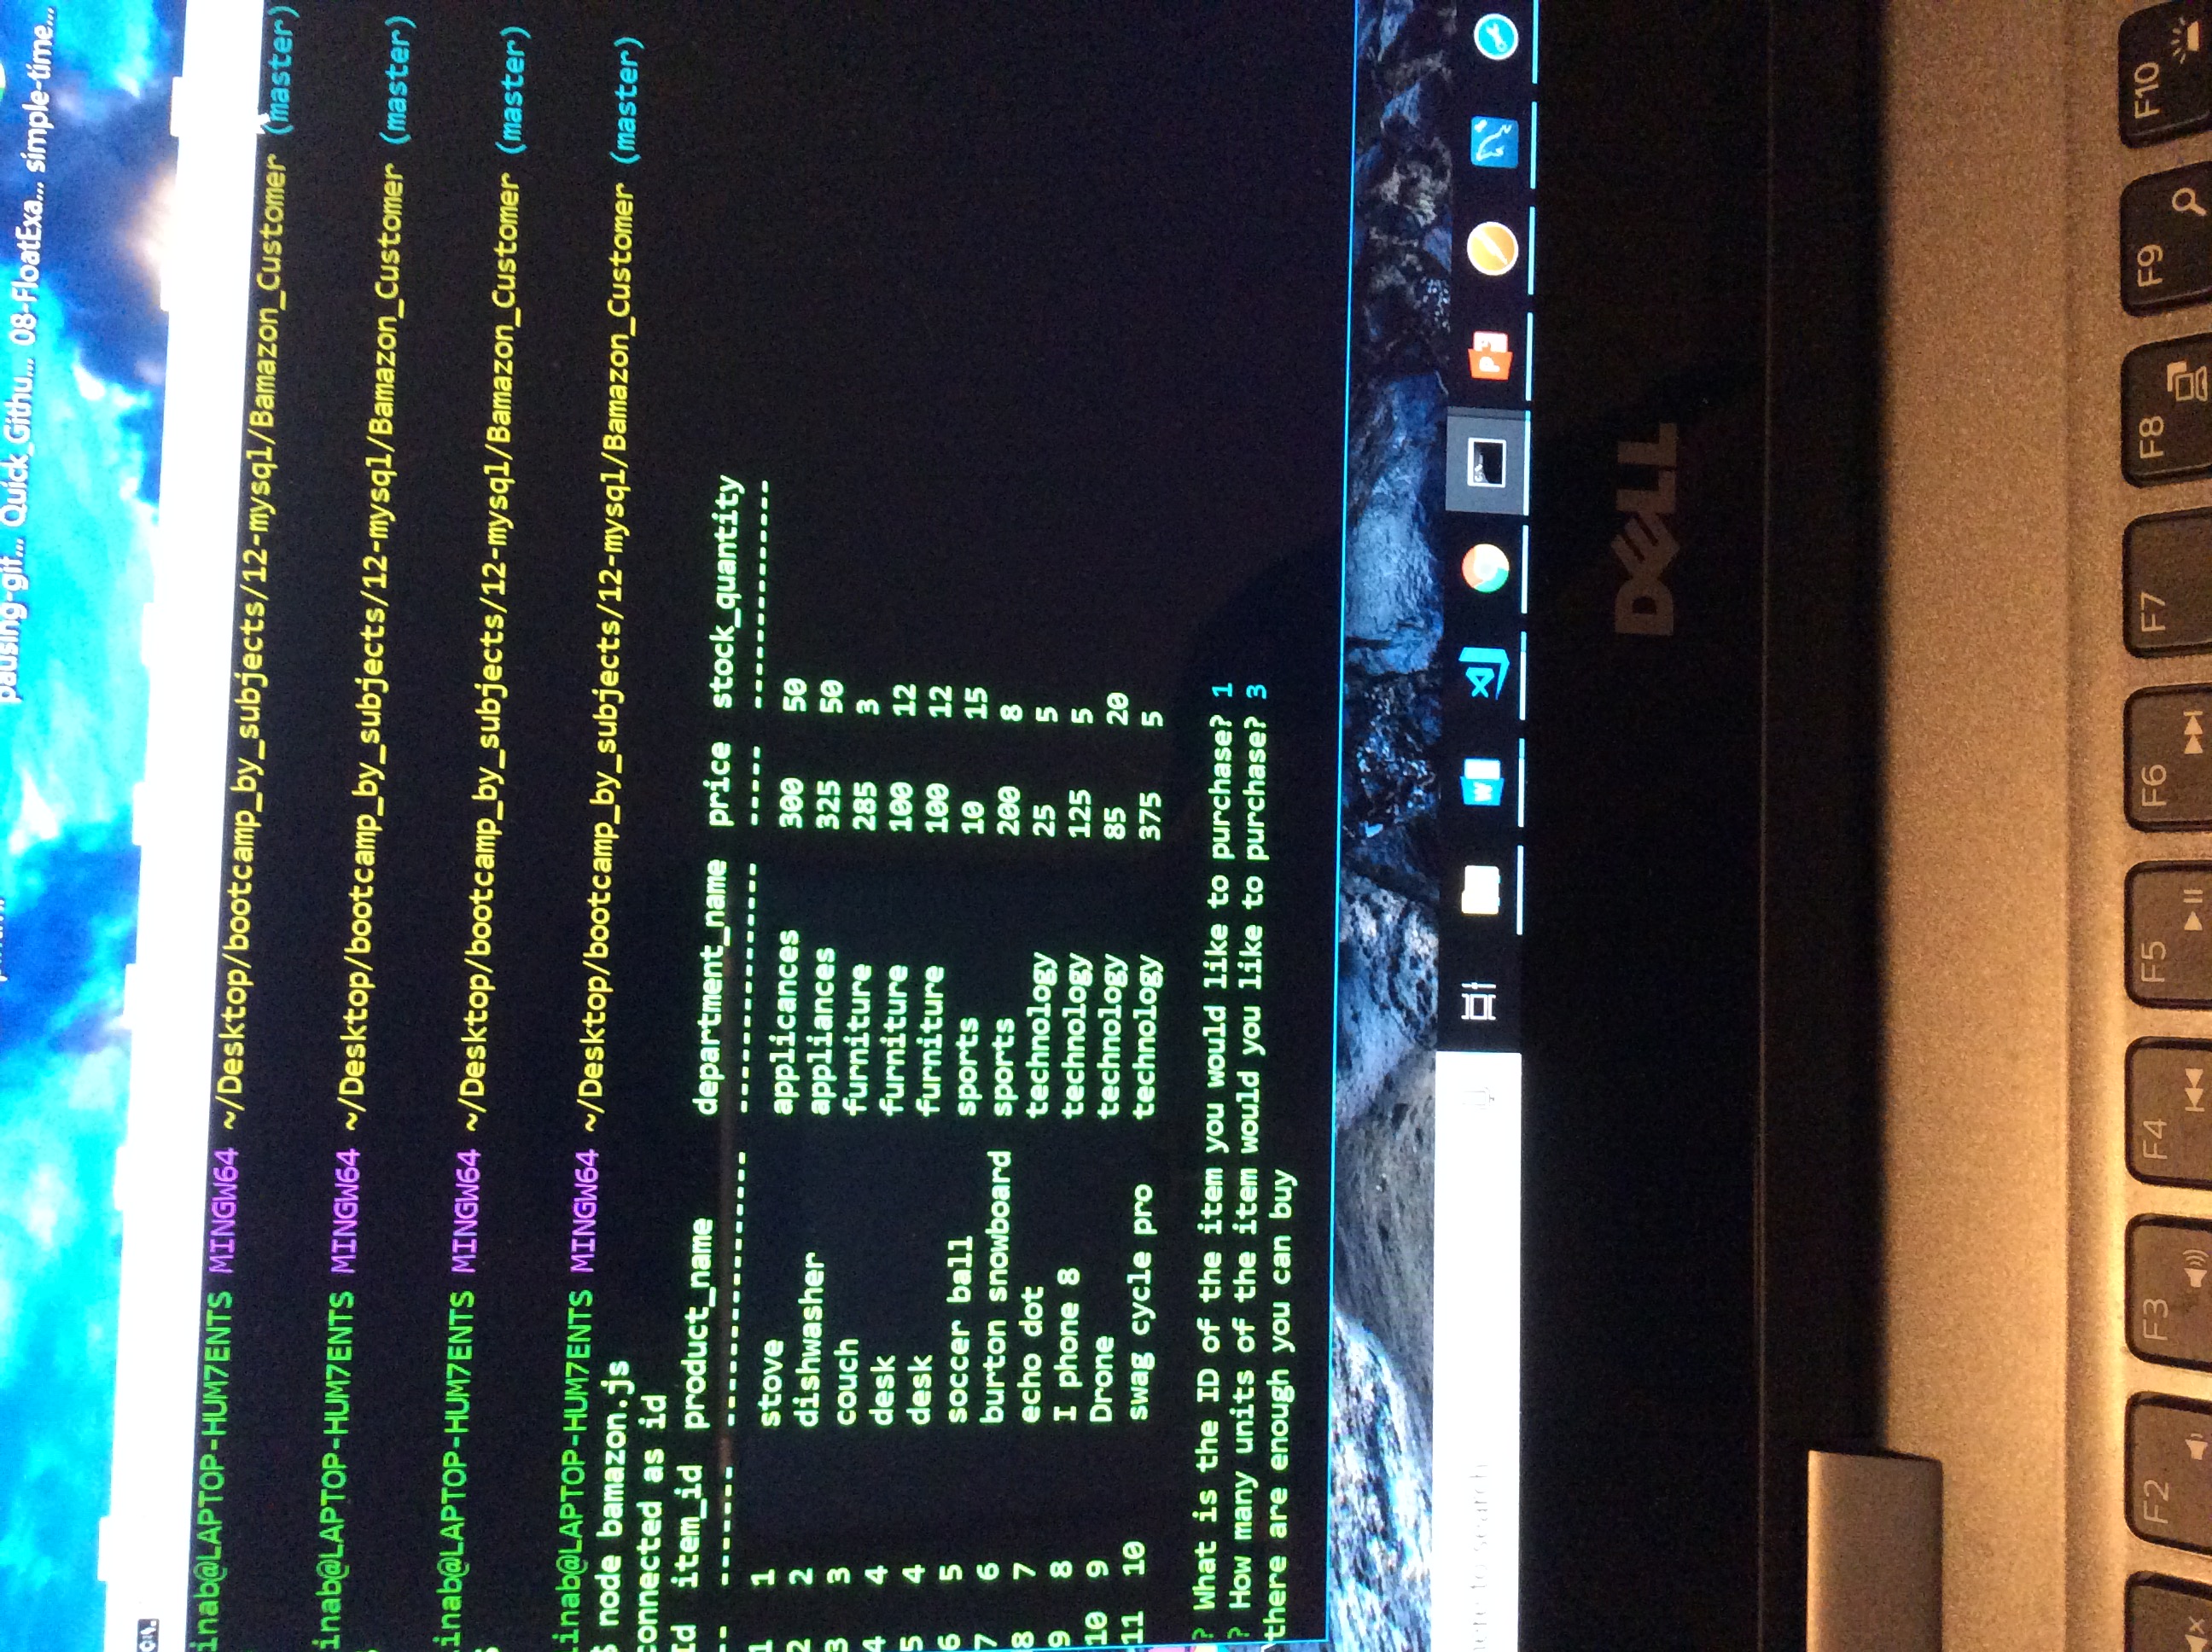 pausing-gif... Quick_Githu... 08-FloatExa... simple-time...
inab@LAPTOP-HUM7ENTS MINGW64 ~/Desktop/bootcamp_by_subjects/12-mysql/Bamazon_Customer (master)
inab@LAPTOP-HUM7ENTS MINGW64 ~/Desktop/bootcamp_by_subjects/12-mysql/Bamazon_Customer (master)
inab@LAPTOP-HUM7ENTS MINGW64 ~/Desktop/bootcamp_by_subjects/12-mysql/Bamazon_Customer (master)
$
inab@LAPTOP-HUM7ENTS MINGW64 ~/Desktop/bootcamp_by_subjects/12-mysql/Bamazon_Customer (master)
$ node bamazon.js
connected as id
Id item_id product_name department_name price stock_quantity
-- ------- --------------- --------------- ----- --------------
1 1 stove applicances 300 50
2 2 dishwasher appliances 325 50
3 3 couch furniture 285 3
4 4 desk furniture 100 12
5 4 desk furniture 100 12
6 5 soccer ball sports 10 15
7 6 burton snowboard sports 200 8
8 7 echo dot technology 25 5
9 8 I phone 8 technology 125 5
10 9 Drone technology 85 20
11 10 swag cycle pro technology 375 5
? What is the ID of the item you would like to purchase? 1
? How many units of the item would you like to purchase? 3
there are enough you can buy
here to search
DELL
F2 F3 F4 F5 F6 F7 F8 F9 F10